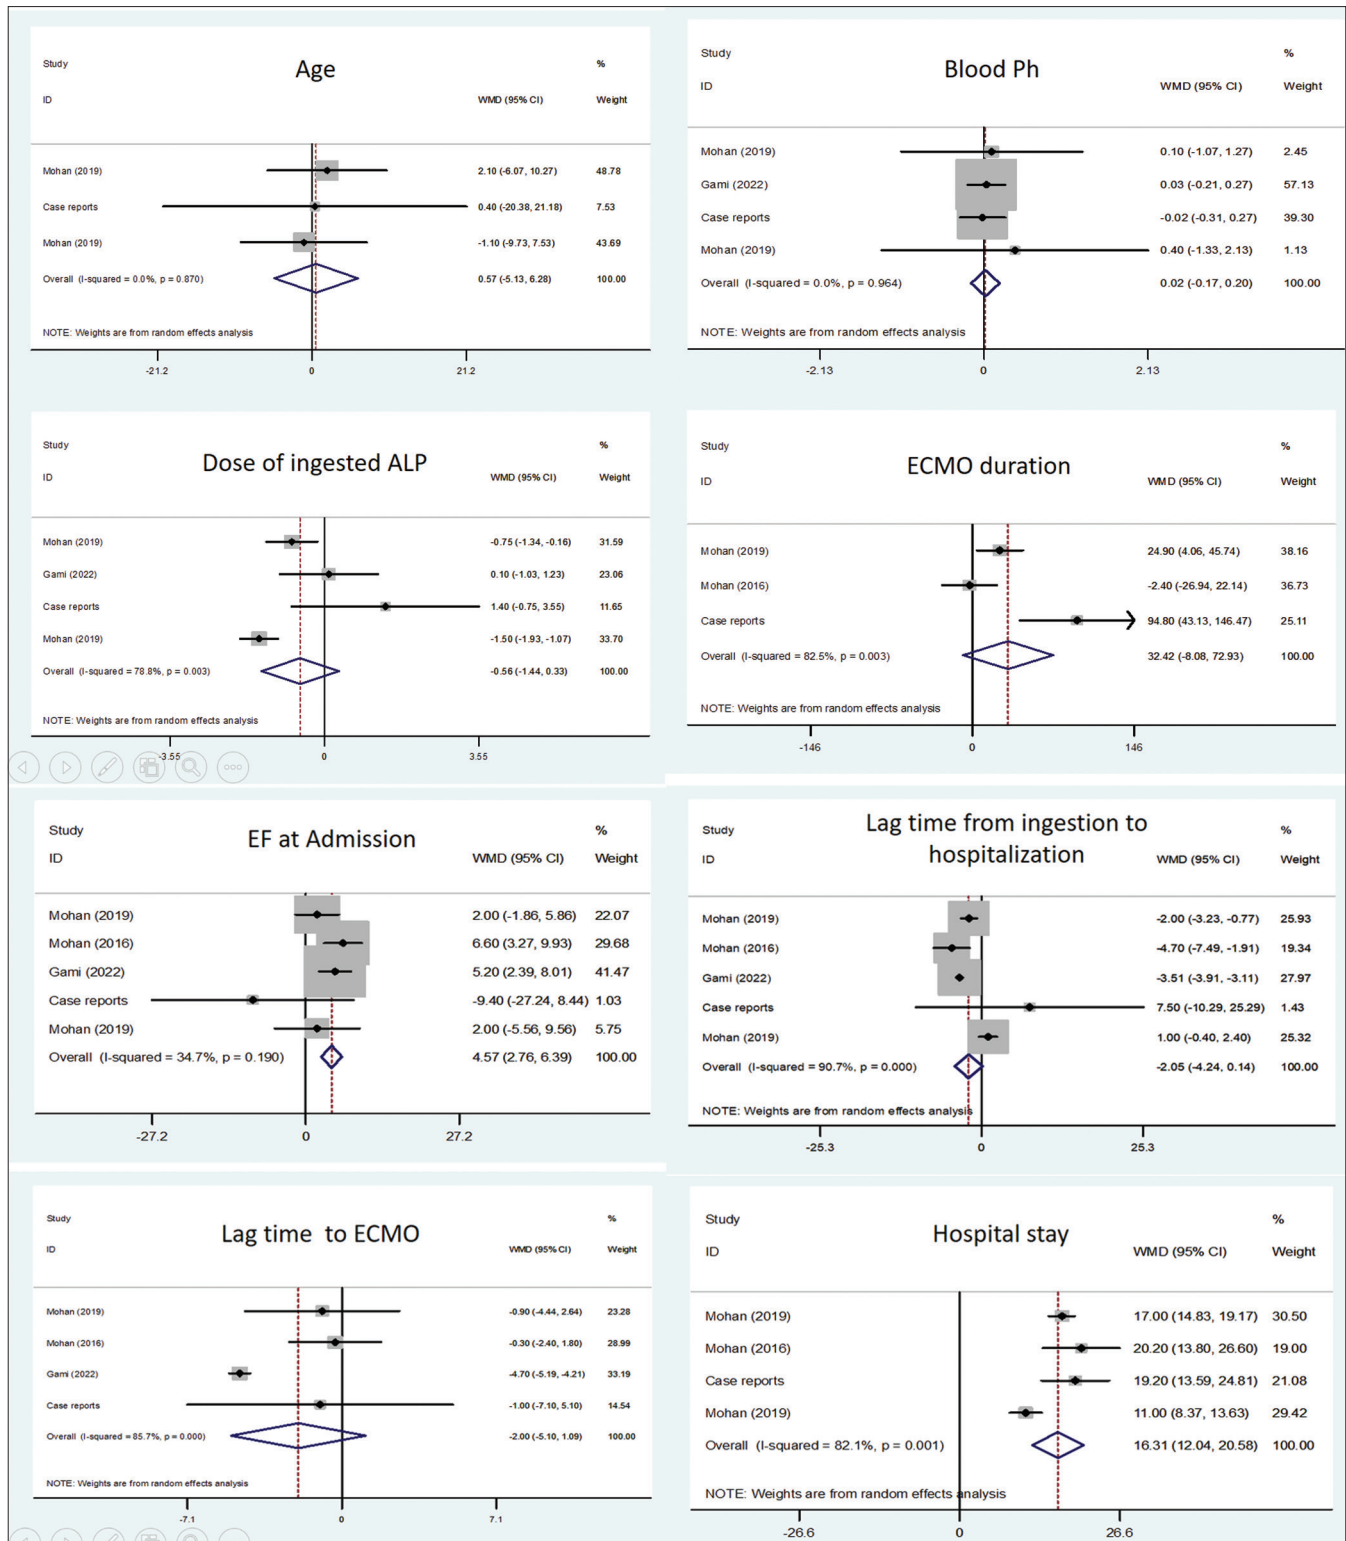 Study
%
Age
ID
WMD (95% CI)
Weight
Mohan (2019)
2.10 (-6.07, 10.27)
48.78
Case reports
0.40 (-20.38, 21.18)
7.53
Mohan (2019)
-1.10 (-9.73, 7.53)
43.69
Overall (I-squared = 0.0%, p = 0.870)
0.57 (-5.13, 6.28)
100.00
NOTE: Weights are from random effects analysis
-21.2
0
21.2
Study
%
Blood Ph
ID
WMD (95% CI)
Weight
Mohan (2019)
0.10 (-1.07, 1.27)
2.45
Gami (2022)
0.03 (-0.21, 0.27)
57.13
Case reports
-0.02 (-0.31, 0.27)
39.30
Mohan (2019)
0.40 (-1.33, 2.13)
1.13
Overall (I-squared = 0.0%, p = 0.964)
0.02 (-0.17, 0.20)
100.00
NOTE: Weights are from random effects analysis
-2.13
0
2.13
Study
%
Dose of ingested ALP
ID
WMD (95% CI)
Weight
Mohan (2019)
-0.75 (-1.34, -0.16)
31.59
Gami (2022)
0.10 (-1.03, 1.23)
23.06
Case reports
1.40 (-0.75, 3.55)
11.65
Mohan (2019)
-1.50 (-1.93, -1.07)
33.70
Overall (I-squared = 78.8%, p = 0.003)
-0.56 (-1.44, 0.33)
100.00
NOTE: Weights are from random effects analysis
-3.55
0
3.55
Study
%
ECMO duration
ID
WMD (95% CI)
Weight
Mohan (2019)
24.90 (4.06, 45.74)
38.16
Mohan (2016)
-2.40 (-26.94, 22.14)
36.73
Case reports
94.80 (43.13, 146.47)
25.11
Overall (I-squared = 82.5%, p = 0.003)
32.42 (-8.08, 72.93)
100.00
NOTE: Weights are from random effects analysis
-146
0
146
Study
%
EF at Admission
ID
WMD (95% CI)
Weight
Mohan (2019)
2.00 (-1.86, 5.86)
22.07
Mohan (2016)
6.60 (3.27, 9.93)
29.68
Gami (2022)
5.20 (2.39, 8.01)
41.47
Case reports
-9.40 (-27.24, 8.44)
1.03
Mohan (2019)
2.00 (-5.56, 9.56)
5.75
Overall (I-squared = 34.7%, p = 0.190)
4.57 (2.76, 6.39)
100.00
-27.2
0
27.2
Study
%
Lag time from ingestion to
hospitalization
ID
WMD (95% CI)
Weight
Mohan (2019)
-2.00 (-3.23, -0.77)
25.93
Mohan (2016)
-4.70 (-7.49, -1.91)
19.34
Gami (2022)
-3.51 (-3.91, -3.11)
27.97
Case reports
7.50 (-10.29, 25.29)
1.43
Mohan (2019)
1.00 (-0.40, 2.40)
25.32
Overall (I-squared = 90.7%, p = 0.000)
-2.05 (-4.24, 0.14)
100.00
NOTE: Weights are from random effects analysis
-25.3
0
25.3
Study
%
Lag time to ECMO
ID
WMD (95% CI)
Weight
Mohan (2019)
-0.90 (-4.44, 2.64)
23.28
Mohan (2016)
-0.30 (-2.40, 1.80)
28.99
Gami (2022)
-4.70 (-5.19, -4.21)
33.19
Case reports
-1.00 (-7.10, 5.10)
14.54
Overall (I-squared = 85.7%, p = 0.000)
-2.00 (-5.10, 1.09)
100.00
NOTE: Weights are from random effects analysis
-7.1
0
7.1
Study
%
Hospital stay
ID
WMD (95% CI)
Weight
Mohan (2019)
17.00 (14.83, 19.17)
30.50
Mohan (2016)
20.20 (13.80, 26.60)
19.00
Case reports
19.20 (13.59, 24.81)
21.08
Mohan (2019)
11.00 (8.37, 13.63)
29.42
Overall (I-squared = 82.1%, p = 0.001)
16.31 (12.04, 20.58)
100.00
NOTE: Weights are from random effects analysis
-26.6
0
26.6